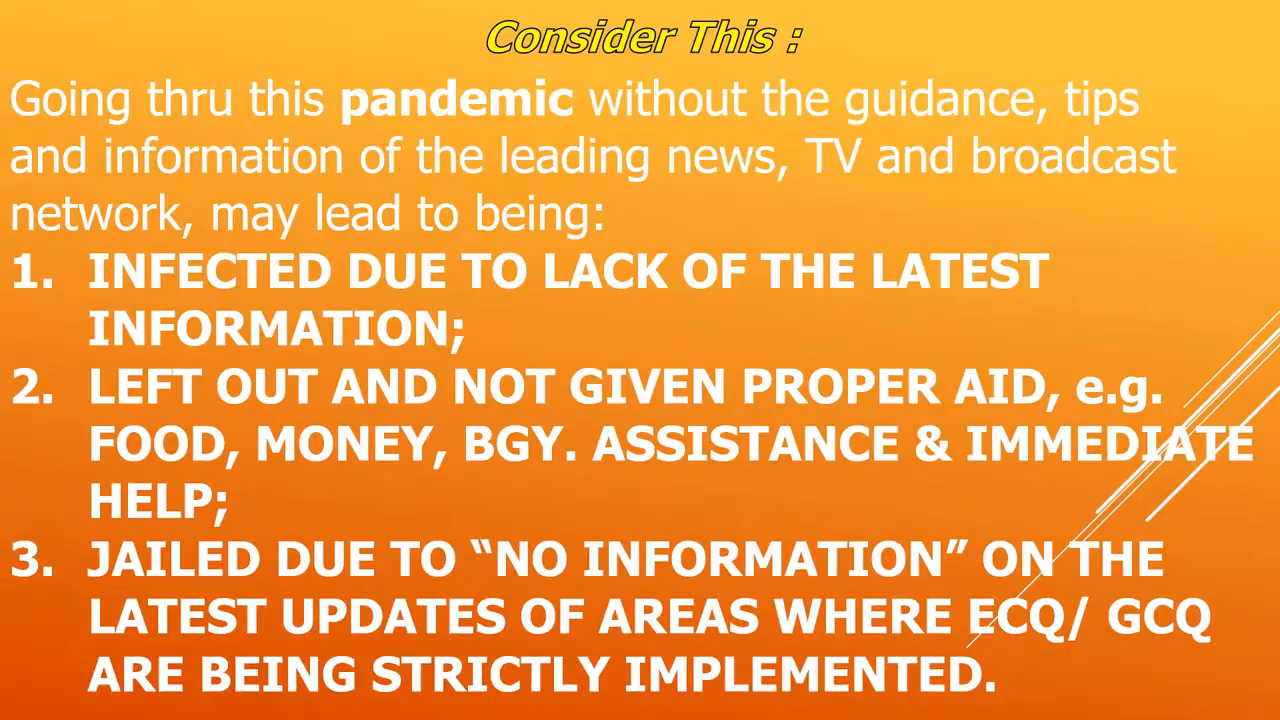 Consider This :
Going thru this pandemic without the guidance, tips
and information of the leading news, TV and broadcast
network, may lead to being:
1. INFECTED DUE TO LACK OF THE LATEST
INFORMATION;
2. LEFT OUT AND NOT GIVEN PROPER AID, e.g.
FOOD, MONEY, BGY. ASSISTANCE & IMMEDIATE
HELP;
3. JAILED DUE TO “NO INFORMATION” ON THE
LATEST UPDATES OF AREAS WHERE ECQ/ GCQ
ARE BEING STRICTLY IMPLEMENTED.